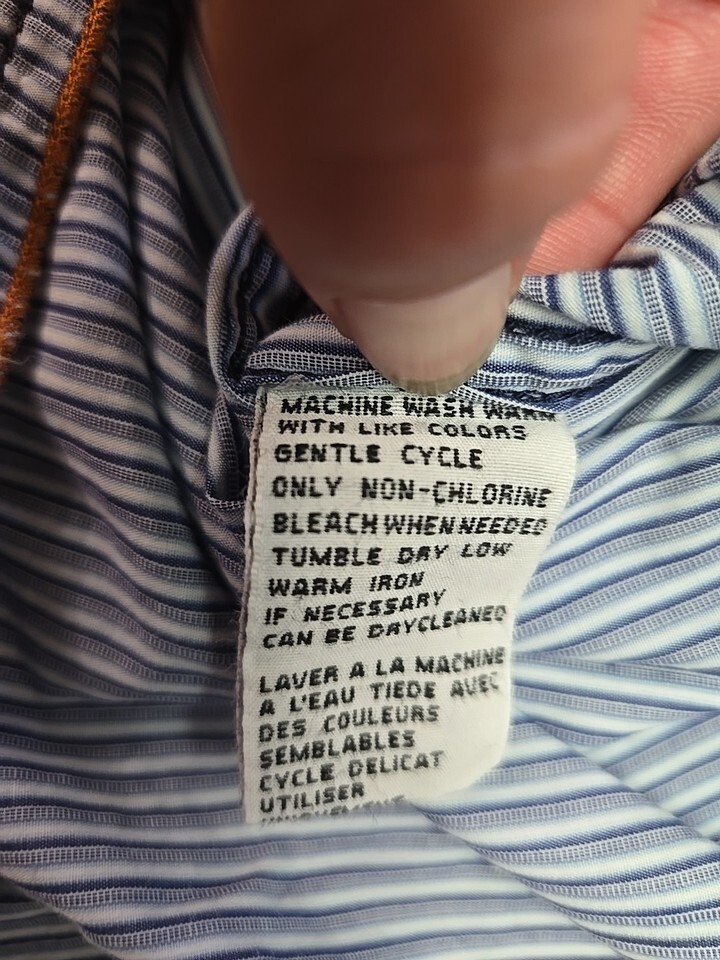 MACHINE WASH WARM
WITH LIKE COLORS
GENTLE CYCLE
ONLY NON-CHLORINE
BLEACH WHEN NEEDED
TUMBLE DRY LOW
WARM IRON
IF NECESSARY
CAN BE DRYCLEANED
LAVER A LA MACHINE
A L'EAU TIEDE AVEC
DES COULEURS
SEMBLABLES
CYCLE DELICAT
UTILISER